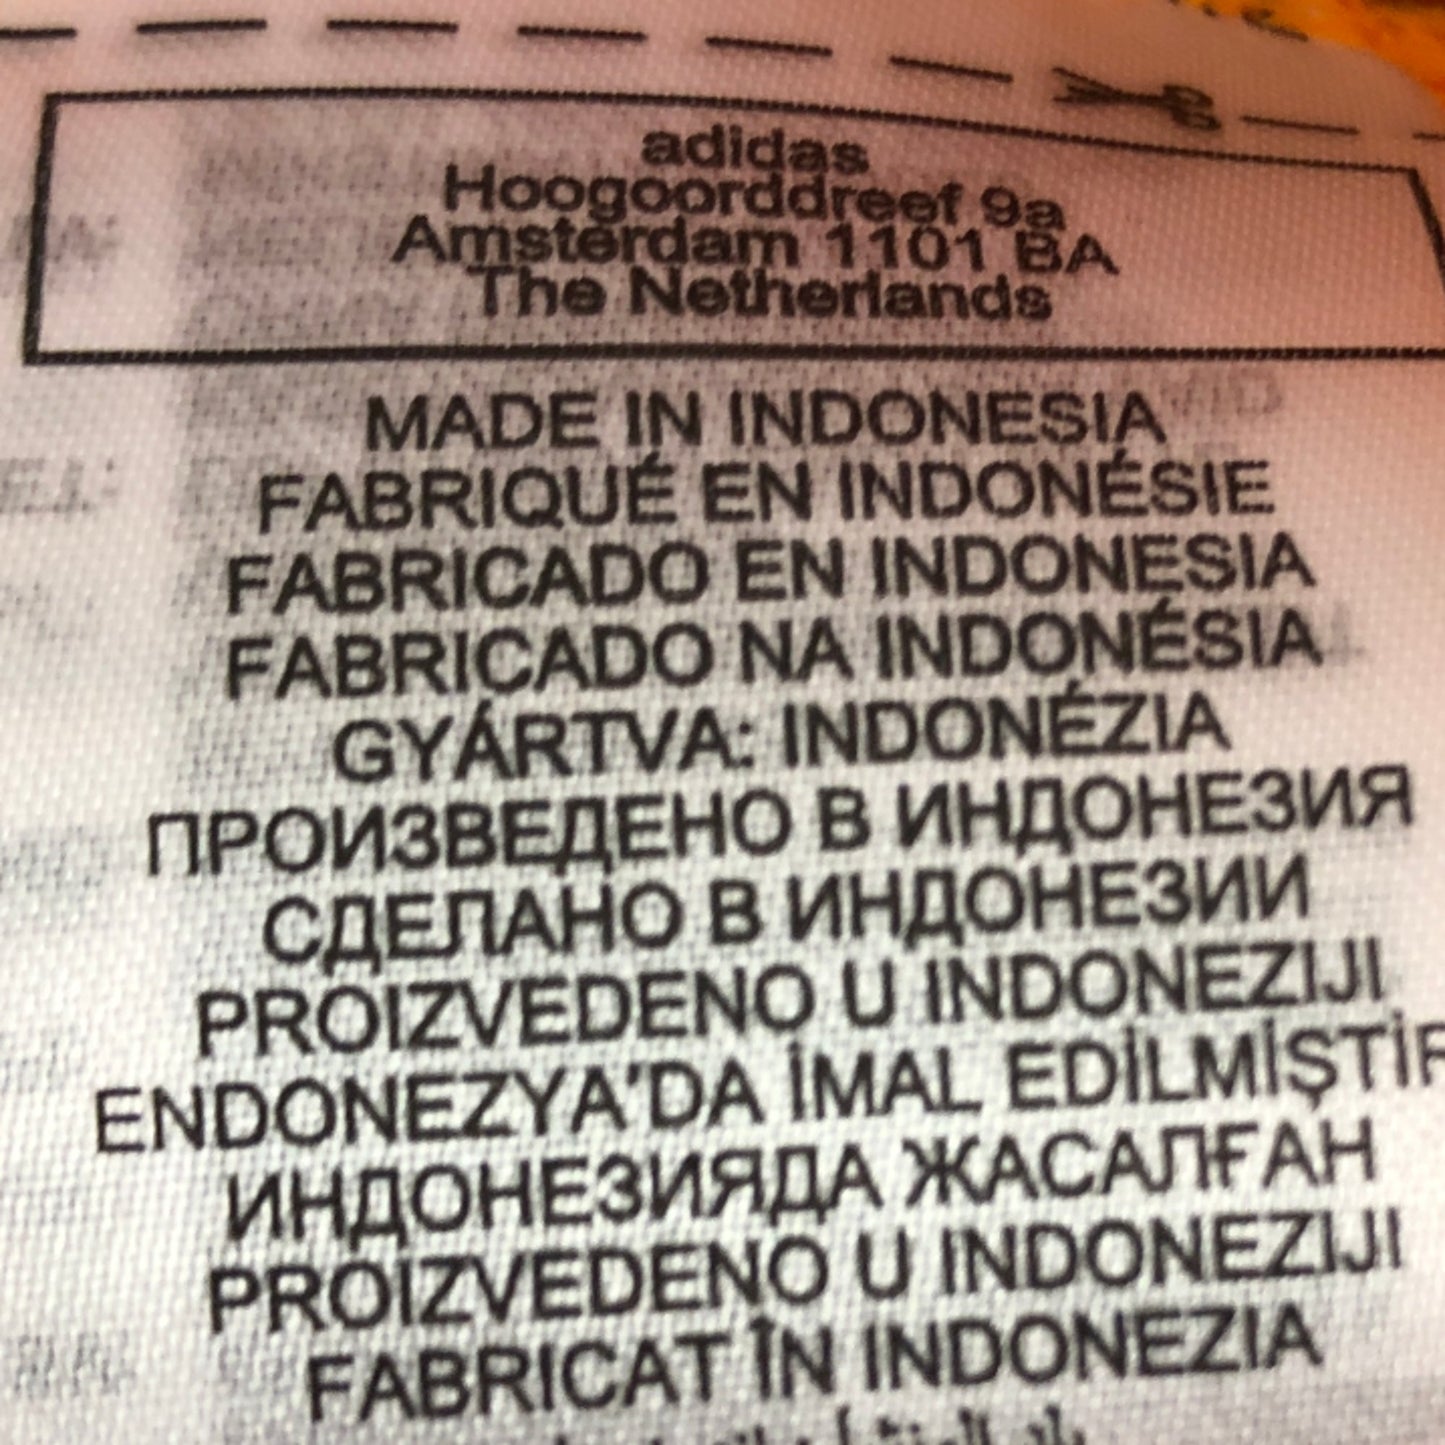 adidas
Hoogoorddreef 9a
Amsterdam 1101 BA
The Netherlands
MADE IN INDONESIA
FABRIQUÉ EN INDONÉSIE
FABRICADO EN INDONESIA
FABRICADO NA INDONÉSIA
GYÁRTVA: INDONÉZIA
ПРОИЗВЕДЕНО В ИНДОНЕЗИЯ
СДЕЛАНО В ИНДОНЕЗИИ
PROIZVEDENO U INDONEZIJI
ENDONEZYA'DA İMAL EDİLMİŞTİR
ИНДОНЕЗИЯДА ЖАСАЛҒАН
PROIZVEDENO U INDONEZIJI
FABRICAT ÎN INDONEZIA